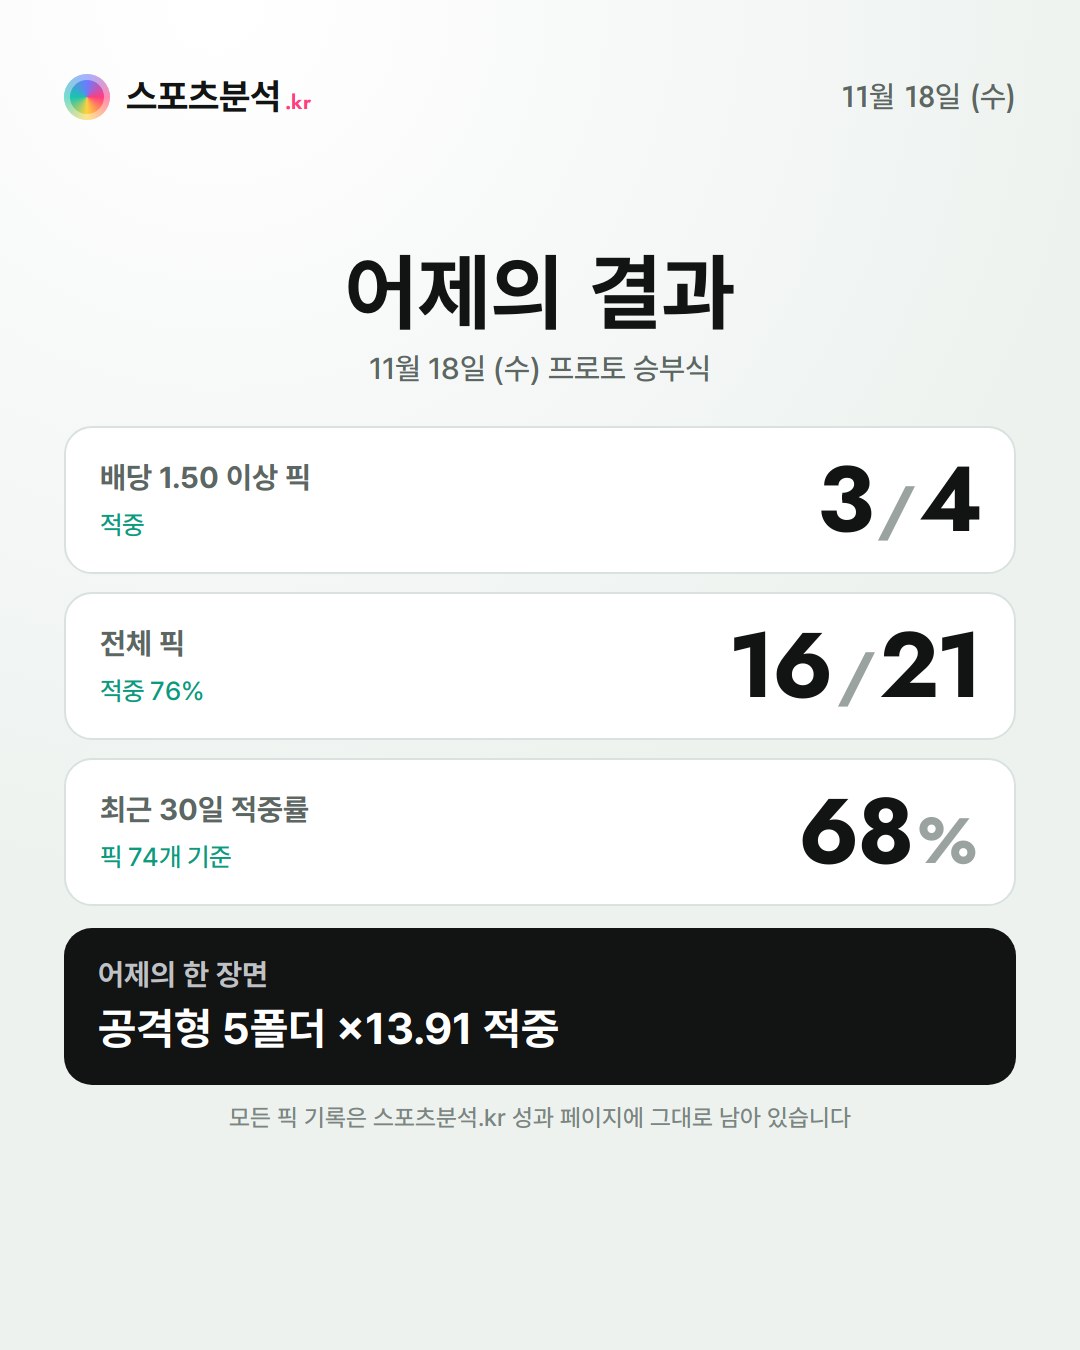 스포츠분석.kr
11월 18일 (수)
어제의 결과
11월 18일 (수) 프로토 승부식
배당 1.50 이상 픽
적중
3/4
전체 픽
적중 76%
16/21
최근 30일 적중률
픽 74개 기준
68%
어제의 한 장면
공격형 5폴더 ×13.91 적중
모든 픽 기록은 스포츠분석.kr 성과 페이지에 그대로 남아 있습니다